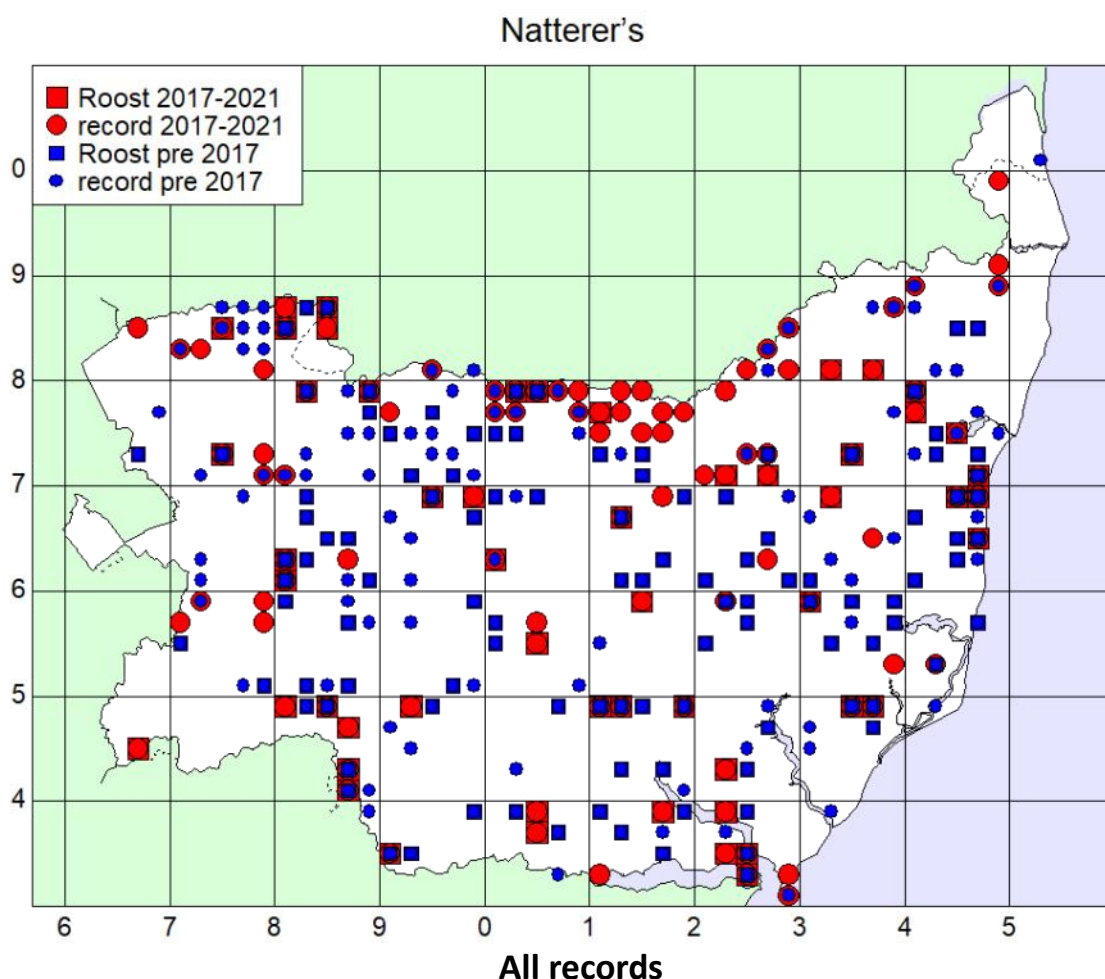 Natterer's
Roost 2017-2021
record 2017-2021
Roost pre 2017
record pre 2017
0
9
8
7
6
5
4
6 7 8 9 0 1 2 3 4 5
All records